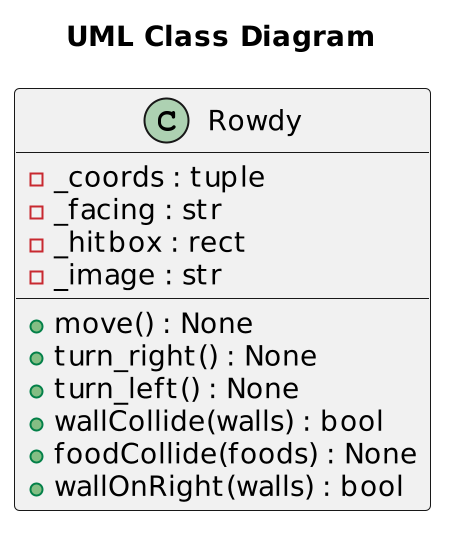 UML Class Diagram
C Rowdy
_coords : tuple
_facing : str
_hitbox : rect
_image : str
move() : None
turn_right() : None
turn_left() : None
wallCollide(walls) : bool
foodCollide(foods) : None
wallOnRight(walls) : bool